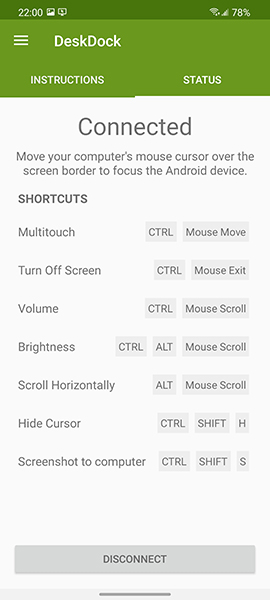 22:00 78%
DeskDock
INSTRUCTIONS STATUS
Connected
Move your computer's mouse cursor over the
screen border to focus the Android device.
SHORTCUTS
Multitouch CTRL Mouse Move
Turn Off Screen CTRL Mouse Exit
Volume CTRL Mouse Scroll
Brightness CTRL ALT Mouse Scroll
Scroll Horizontally ALT Mouse Scroll
Hide Cursor CTRL SHIFT H
Screenshot to computer CTRL SHIFT S
DISCONNECT